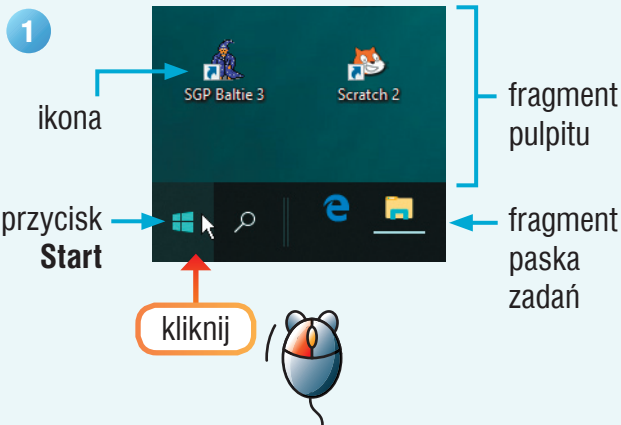 1
SGP Baltie 3
Scratch 2
ikona
fragment
pulpitu
przycisk
Start
fragment
paska
zadań
kliknij